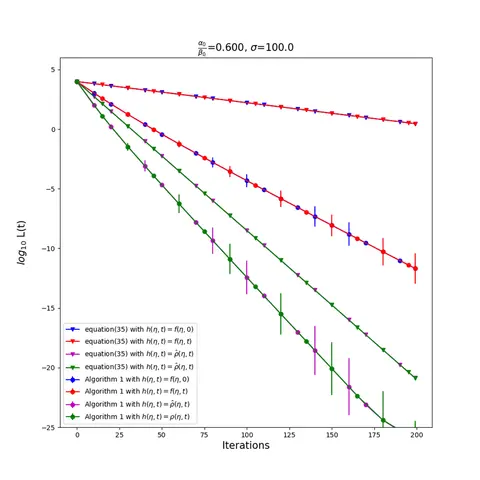 α₀/β₀=0.600, σ=100.0
5
0
−5
−10
−15
−20
−25
log₁₀ L(t)
equation(35) with h(η, t) = f(η, 0)
equation(35) with h(η, t) = f(η, t)
equation(35) with h(η, t) = ρ̂(η, t)
equation(35) with h(η, t) = ρ̂(η, t)
Algorithm 1 with h(η, t) = f(η, 0)
Algorithm 1 with h(η, t) = f(η, t)
Algorithm 1 with h(η, t) = ρ̂(η, t)
Algorithm 1 with h(η, t) = ρ(η, t)
0 25 50 75 100 125 150 175 200
Iterations